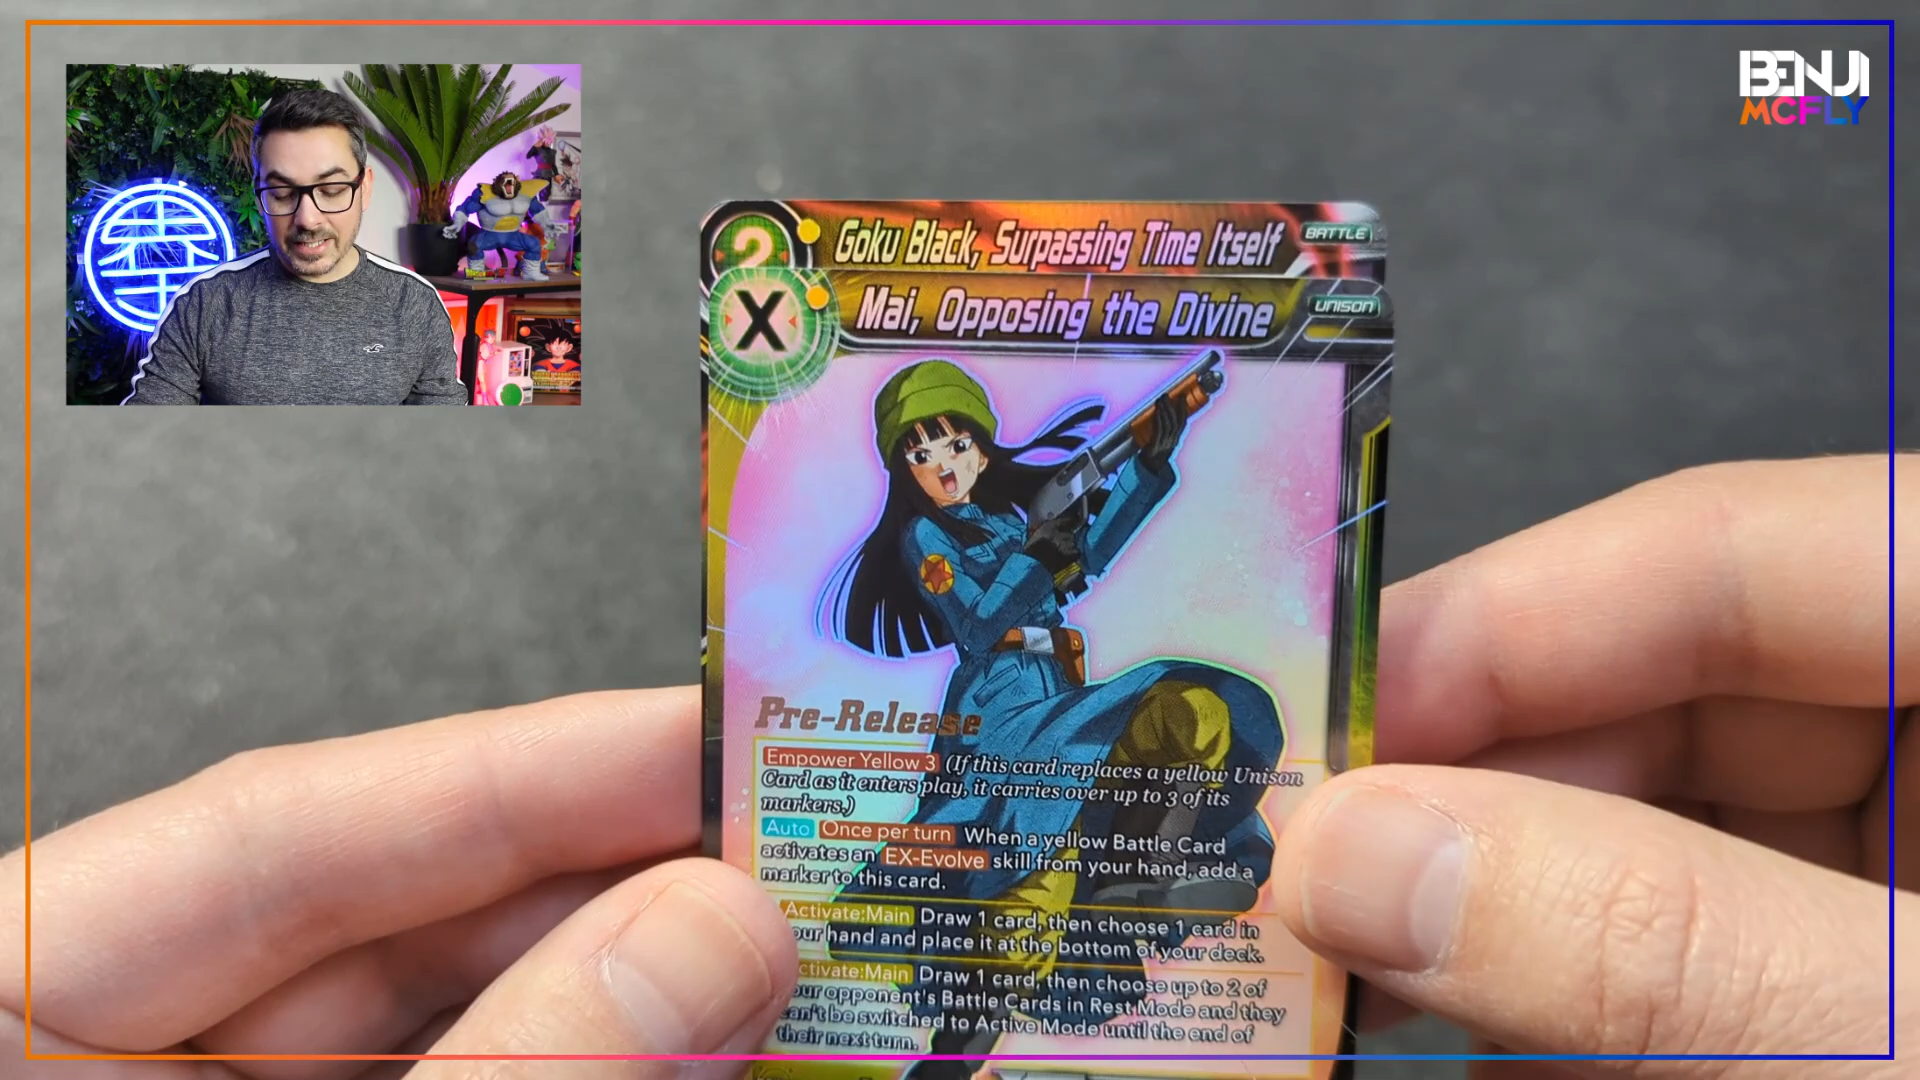 BENJI
MCFLY
2
Goku Black, Surpassing Time Itself
BATTLE
X
Mai, Opposing the Divine
UNISON
Pre-Release
Empower Yellow 3 (If this card replaces a yellow Unison
Card as it enters play, it carries over up to 3 of its
markers.)
Auto Once per turn When a yellow Battle Card
activates an EX-Evolve skill from your hand, add a
marker to this card.
Activate:Main Draw 1 card, then choose 1 card in
our hand and place it at the bottom of your deck.
ctivate:Main Draw 1 card, then choose up to 2 of
our opponent's Battle Cards in Rest Mode and they
can't be switched to Active Mode until the end of
their next turn.